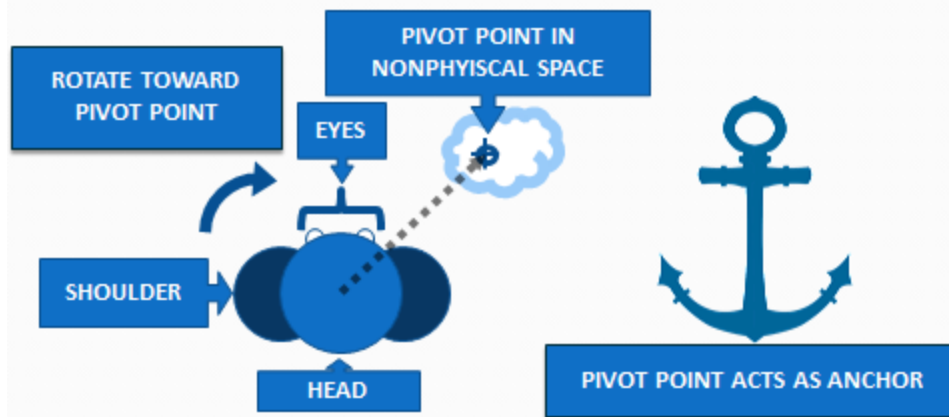 PIVOT POINT IN
NONPHYISCAL SPACE
ROTATE TOWARD
PIVOT POINT
EYES
SHOULDER
HEAD
PIVOT POINT ACTS AS ANCHOR